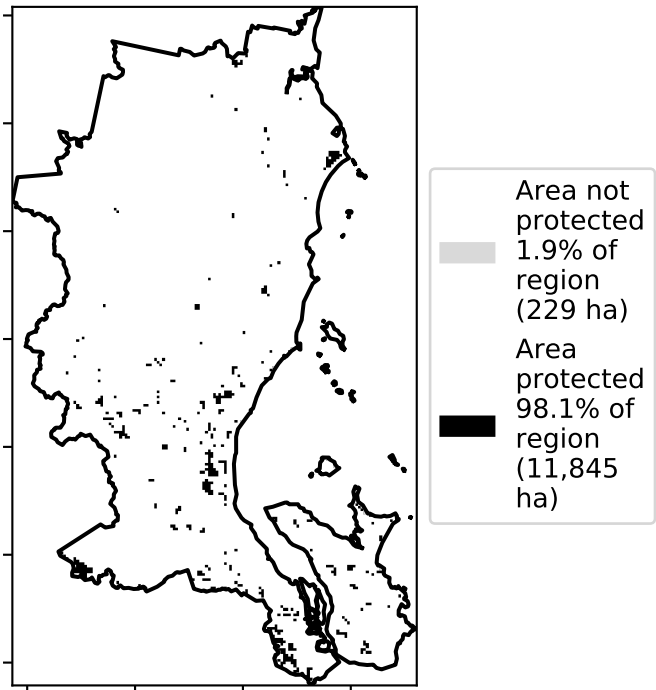 Area not
protected
1.9% of
region
(229 ha)
Area
protected
98.1% of
region
(11,845
ha)